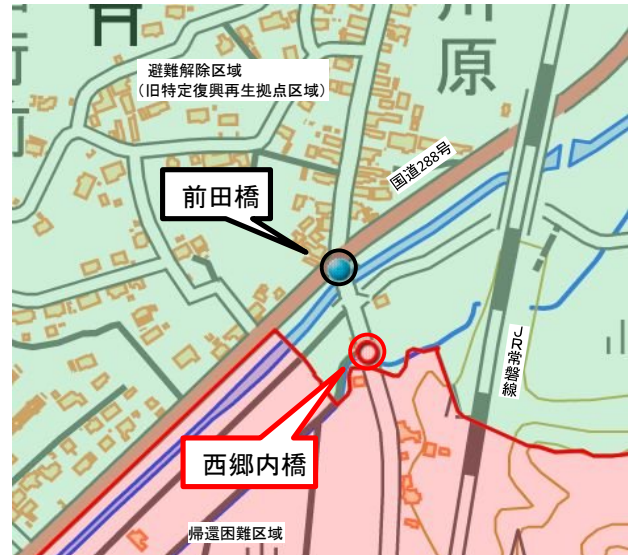 避難解除区域
（旧特定復興再生拠点区域）
川
原
国道288号
前田橋
JR常磐線
西郷内橋
帰還困難区域